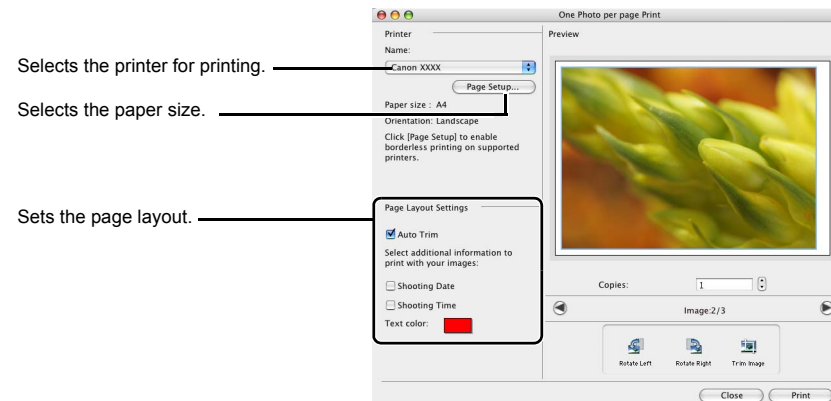 One Photo per page Print
Printer
Preview
Name:
Selects the printer for printing.
Canon XXXX
Page Setup...
Selects the paper size.
Paper size : A4
Orientation: Landscape
Click [Page Setup] to enable
borderless printing on supported
printers.
Sets the page layout.
Page Layout Settings
Auto Trim
Select additional information to
print with your images:
Shooting Date
Shooting Time
Text color:
Copies:
1
Image:2/3
Rotate Left
Rotate Right
Trim Image
Close
Print